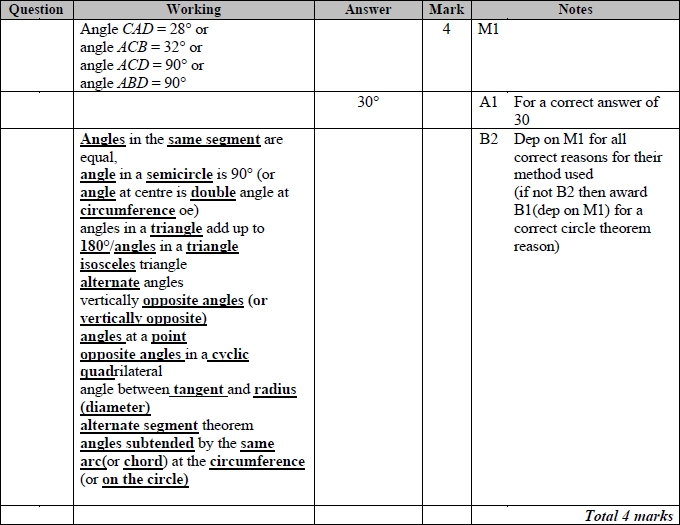 Question Working Answer Mark Notes
Angle CAD = 28° or 4 M1
angle ACB = 32° or
angle ACD = 90° or
angle ABD = 90°
30° A1 For a correct answer of
30
Angles in the same segment are B2 Dep on M1 for all
equal, correct reasons for their
angle in a semicircle is 90° (or method used
angle at centre is double angle at (if not B2 then award
circumference oe) B1(dep on M1) for a
angles in a triangle add up to correct circle theorem
180°/angles in a triangle reason)
isosceles triangle
alternate angles
vertically opposite angles (or
vertically opposite)
angles at a point
opposite angles in a cyclic
quadrilateral
angle between tangent and radius
(diameter)
alternate segment theorem
angles subtended by the same
arc(or chord) at the circumference
(or on the circle)
Total 4 marks